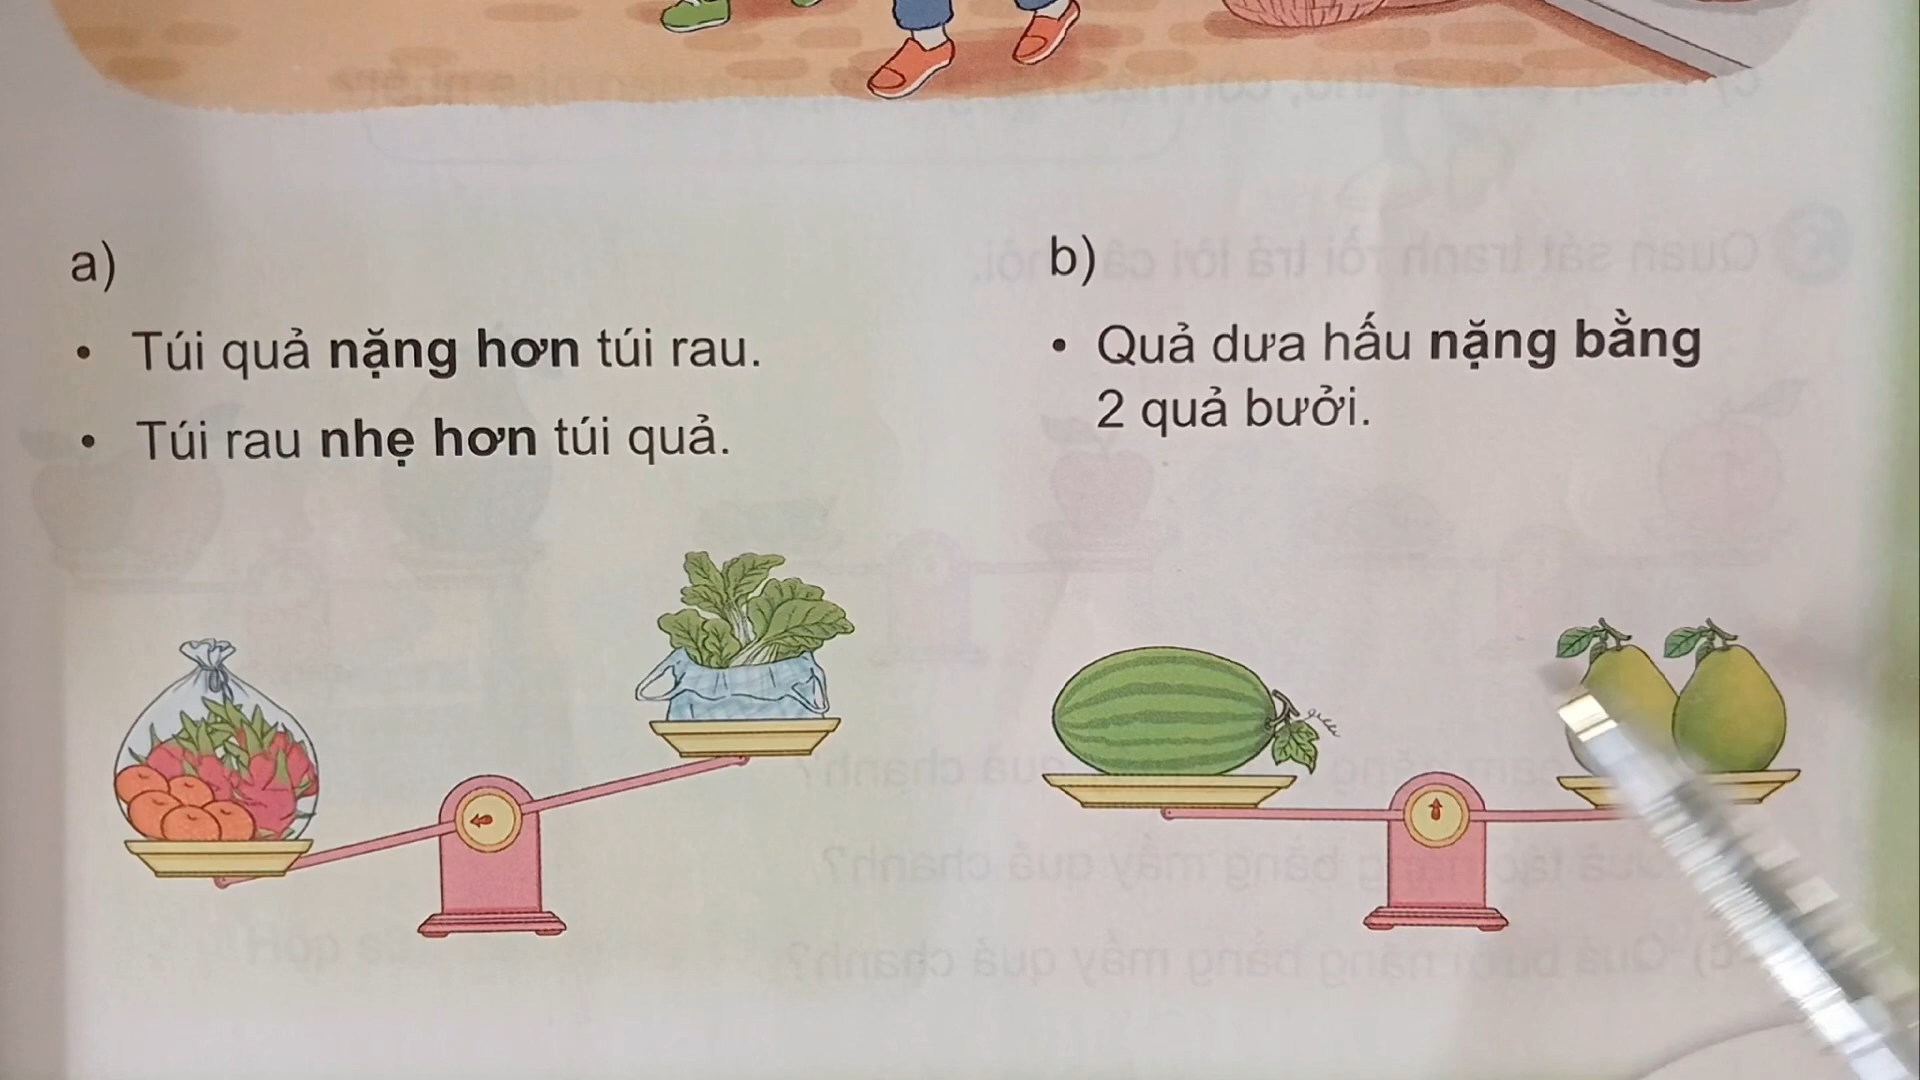 a)
• Túi quả nặng hơn túi rau.
• Túi rau nhẹ hơn túi quả.
b)
• Quả dưa hấu nặng bằng
2 quả bưởi.